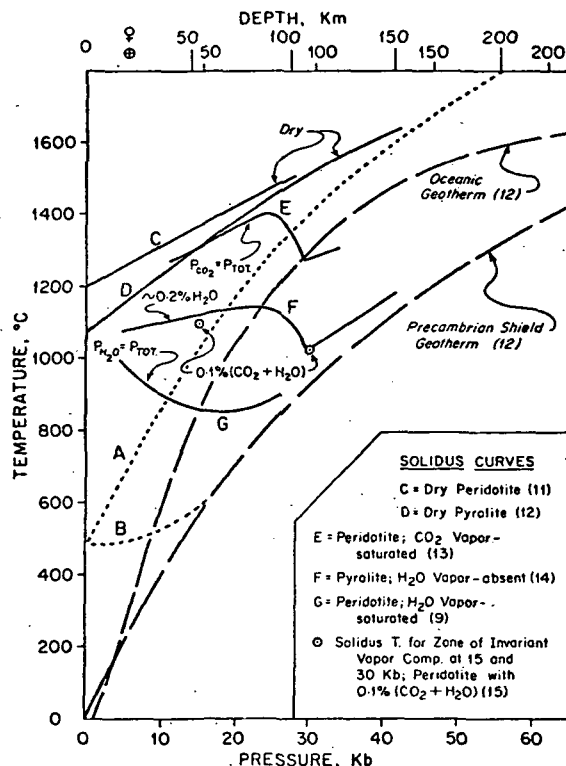 DEPTH, Km
0 ♀ ⊕ 50 100 200
0 50 100 200
1600
1400
1200
1000
800
600
400
200
0
TEMPERATURE, °C
Dry
Oceanic
Geotherm (12)
E
C
P_CO2 = P_TOT.
D
~0.2% H₂O
F
Precambrian Shield
Geotherm (12)
P_H2O = P_TOT.
0.1% (CO₂ + H₂O)
G
A
B
SOLIDUS CURVES
C = Dry Peridotite (11)
D = Dry Pyrolite (12)
E = Peridotite; CO₂ Vapor-
saturated (13)
F = Pyrolite; H₂O Vapor-absent (14)
G = Peridotite; H₂O Vapor-
saturated (9)
⊙ Solidus T. for Zone of Invariant
Vapor Comp. at 15 and
30 Kb; Peridotite with
0.1% (CO₂ + H₂O) (15)
0 10 20 30 40 50 60
PRESSURE, Kb